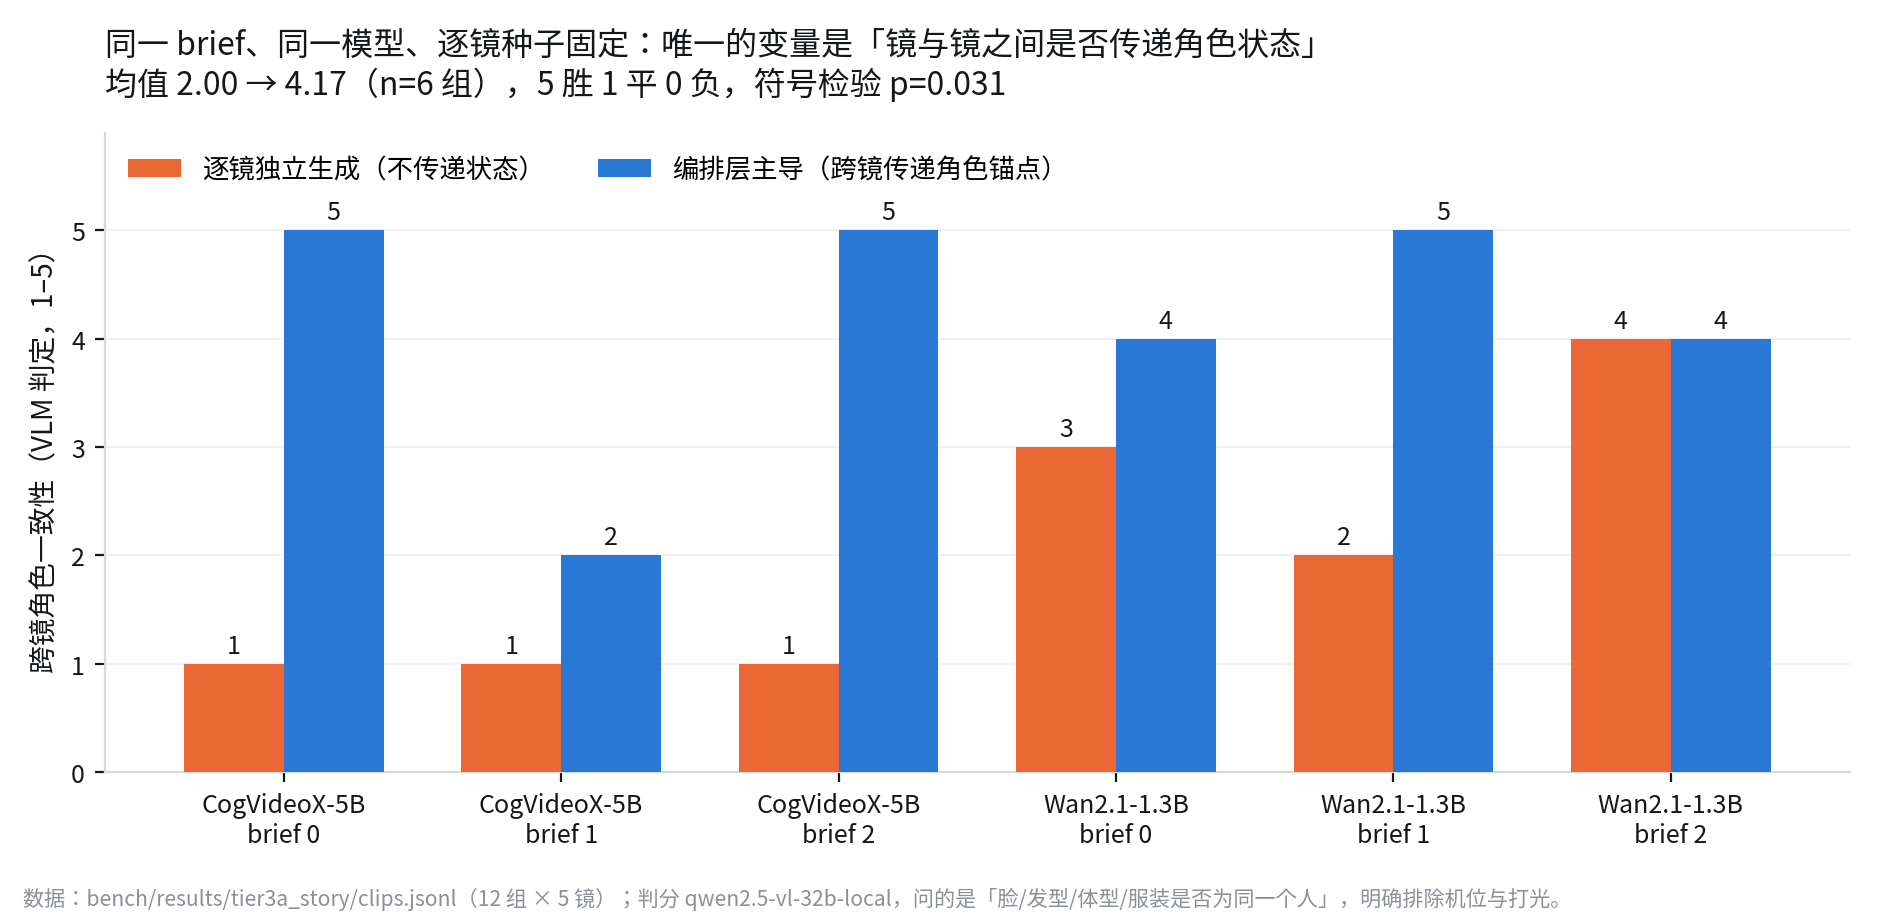 同一 brief、同一模型、逐镜种子固定：唯一的变量是「镜与镜之间是否传递角色状态」
均值 2.00 → 4.17（n=6 组），5 胜 1 平 0 负，符号检验 p=0.031
逐镜独立生成（不传递状态）
编排层主导（跨镜传递角色锚点）
跨镜角色一致性（VLM 判定，1–5）
5
4
3
2
1
0
1
5
1
2
1
5
3
4
2
5
4
4
CogVideoX-5B
brief 0
CogVideoX-5B
brief 1
CogVideoX-5B
brief 2
Wan2.1-1.3B
brief 0
Wan2.1-1.3B
brief 1
Wan2.1-1.3B
brief 2
数据：bench/results/tier3a_story/clips.jsonl（12 组 × 5 镜）；判分 qwen2.5-vl-32b-local，问的是「脸/发型/体型/服装是否为同一个人」，明确排除机位与打光。